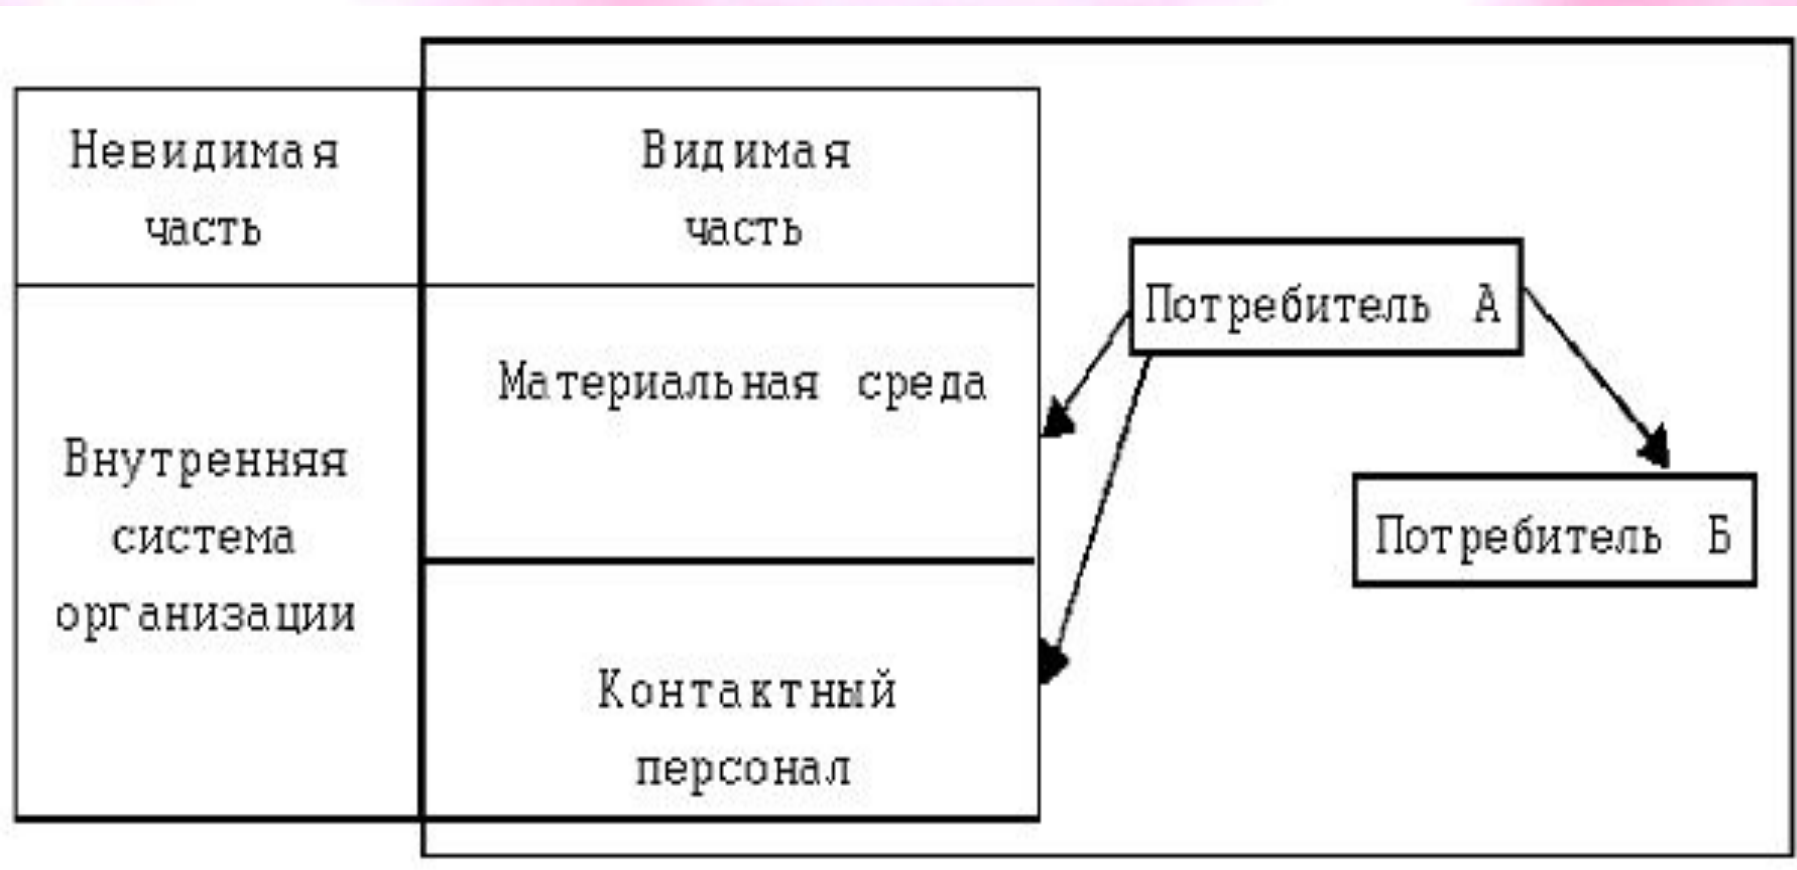 Невидимая
часть
Видимая
часть
Внутренняя
система
организации
Материальная среда
Контактный
персонал
Потребитель А
Потребитель Б